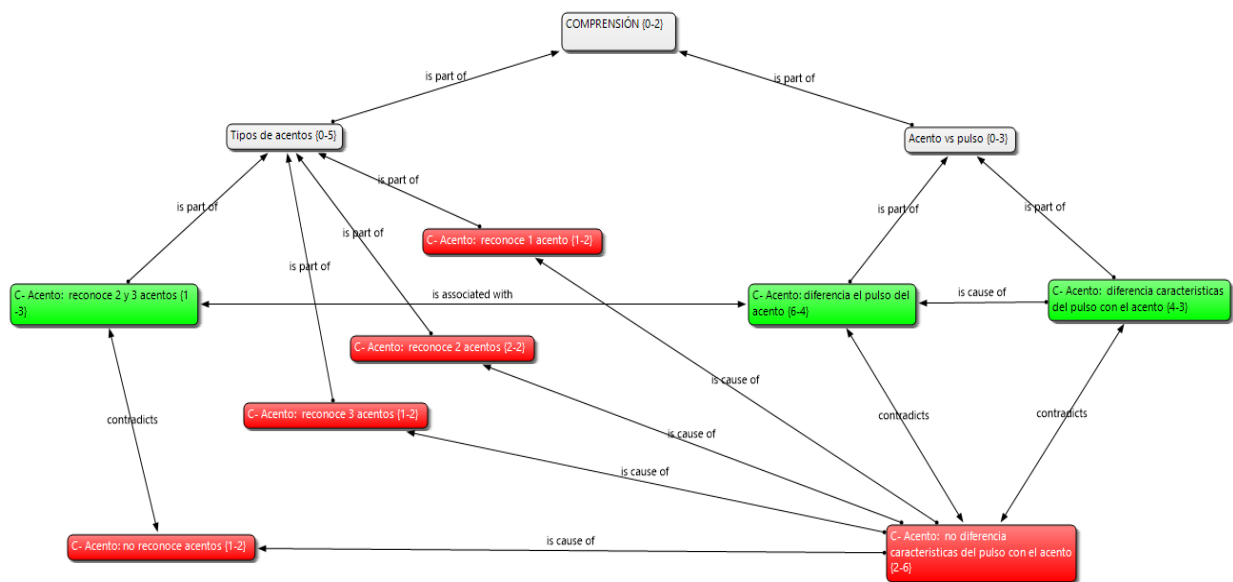 COMPRENSIÓN {0-2}
is part of
is part of
Tipos de acentos {0-5}
Acento vs pulso {0-3}
is part of
is part of
is part of
is part of
is part of
is part of
C- Acento: reconoce 1 acento {1-2}
C- Acento: reconoce 2 y 3 acentos {1
-3}
is associated with
C- Acento: diferencia el pulso del
acento {6-4}
is cause of
C- Acento: diferencia caracteristicas
del pulso con el acento {4-3}
C- Acento: reconoce 2 acentos {2-2}
is cause of
C- Acento: reconoce 3 acentos {1-2}
contradicts
contradicts
contradicts
is cause of
is cause of
C- Acento: no reconoce acentos {1-2}
is cause of
C- Acento: no diferencia
caracteristicas del pulso con el acento
{2-6}